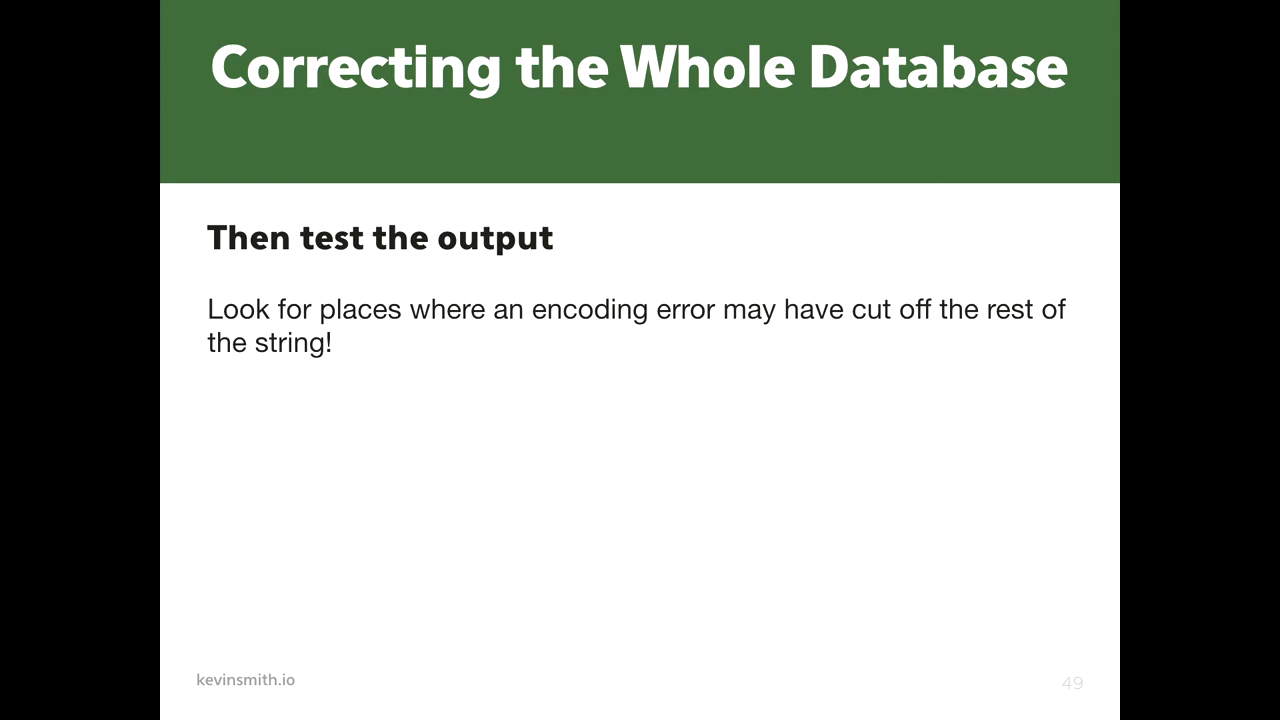 Correcting the Whole Database
Then test the output
Look for places where an encoding error may have cut off the rest of
the string!
kevinsmith.io
49